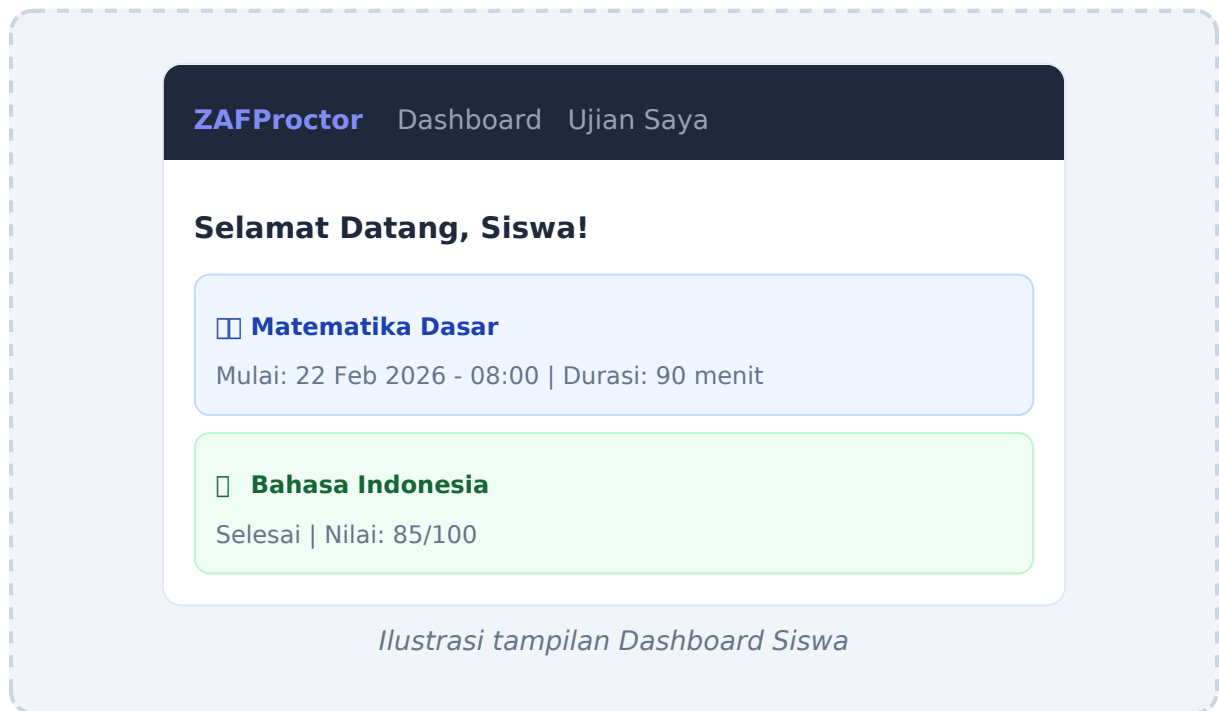 ZAFProctor Dashboard Ujian Saya
Selamat Datang, Siswa!
Matematika Dasar
Mulai: 22 Feb 2026 - 08:00 | Durasi: 90 menit
Bahasa Indonesia
Selesai | Nilai: 85/100
Ilustrasi tampilan Dashboard Siswa